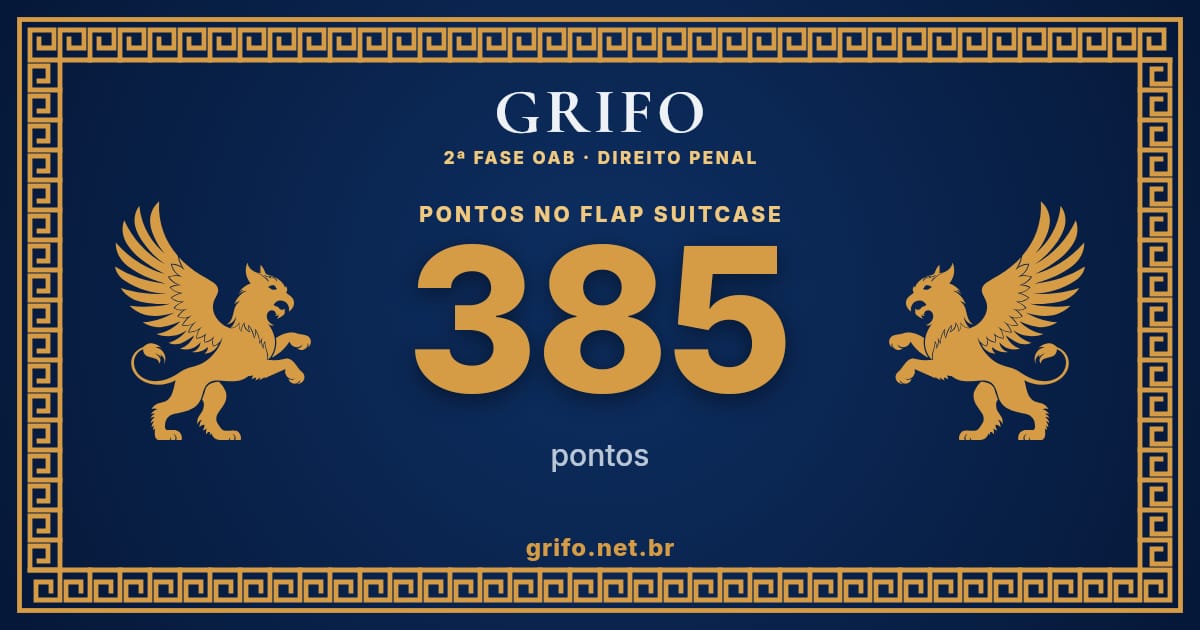 GRIFO
2ª FASE OAB · DIREITO PENAL
PONTOS NO FLAP SUITCASE
385
pontos
grifo.net.br